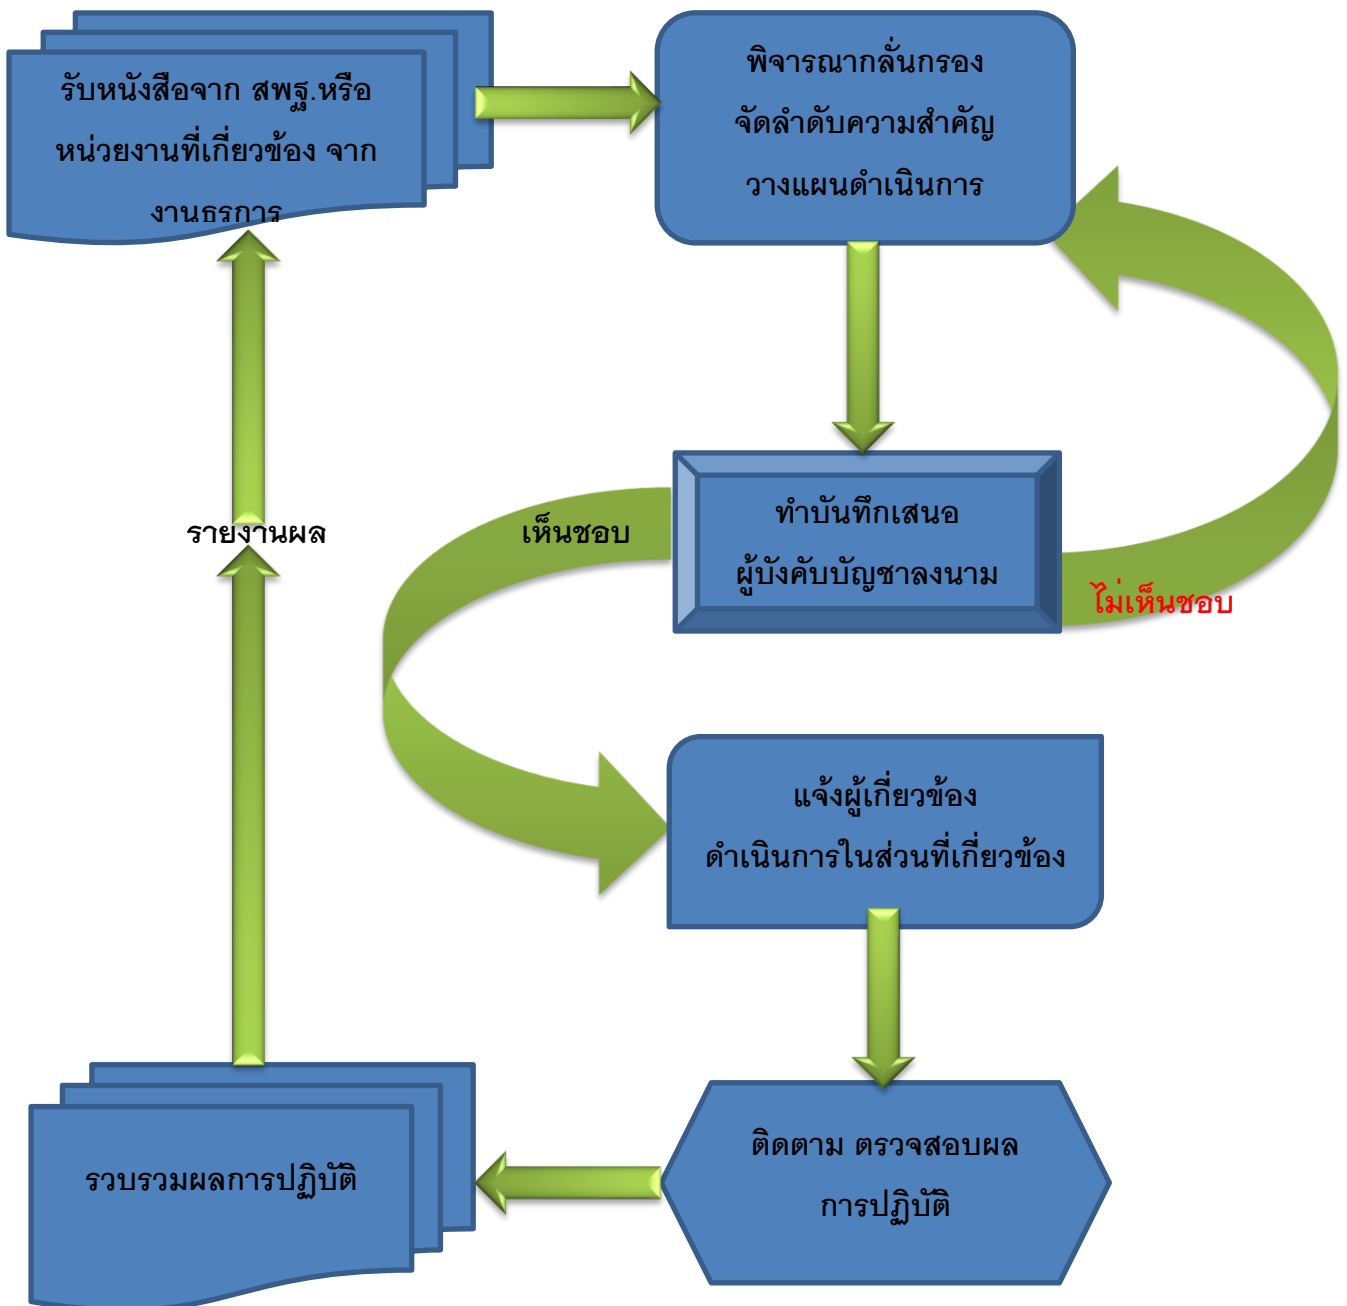 รับหนังสือจาก สพฐ.หรือ
หน่วยงานที่เกี่ยวข้อง จาก
งานธุรการ
พิจารณากลั่นกรอง
จัดลำดับความสำคัญ
วางแผนดำเนินการ
ทำบันทึกเสนอ
ผู้บังคับบัญชาลงนาม
เห็นชอบ
ไม่เห็นชอบ
รายงานผล
แจ้งผู้เกี่ยวข้อง
ดำเนินการในส่วนที่เกี่ยวข้อง
ติดตาม ตรวจสอบผล
การปฏิบัติ
รวบรวมผลการปฏิบัติ